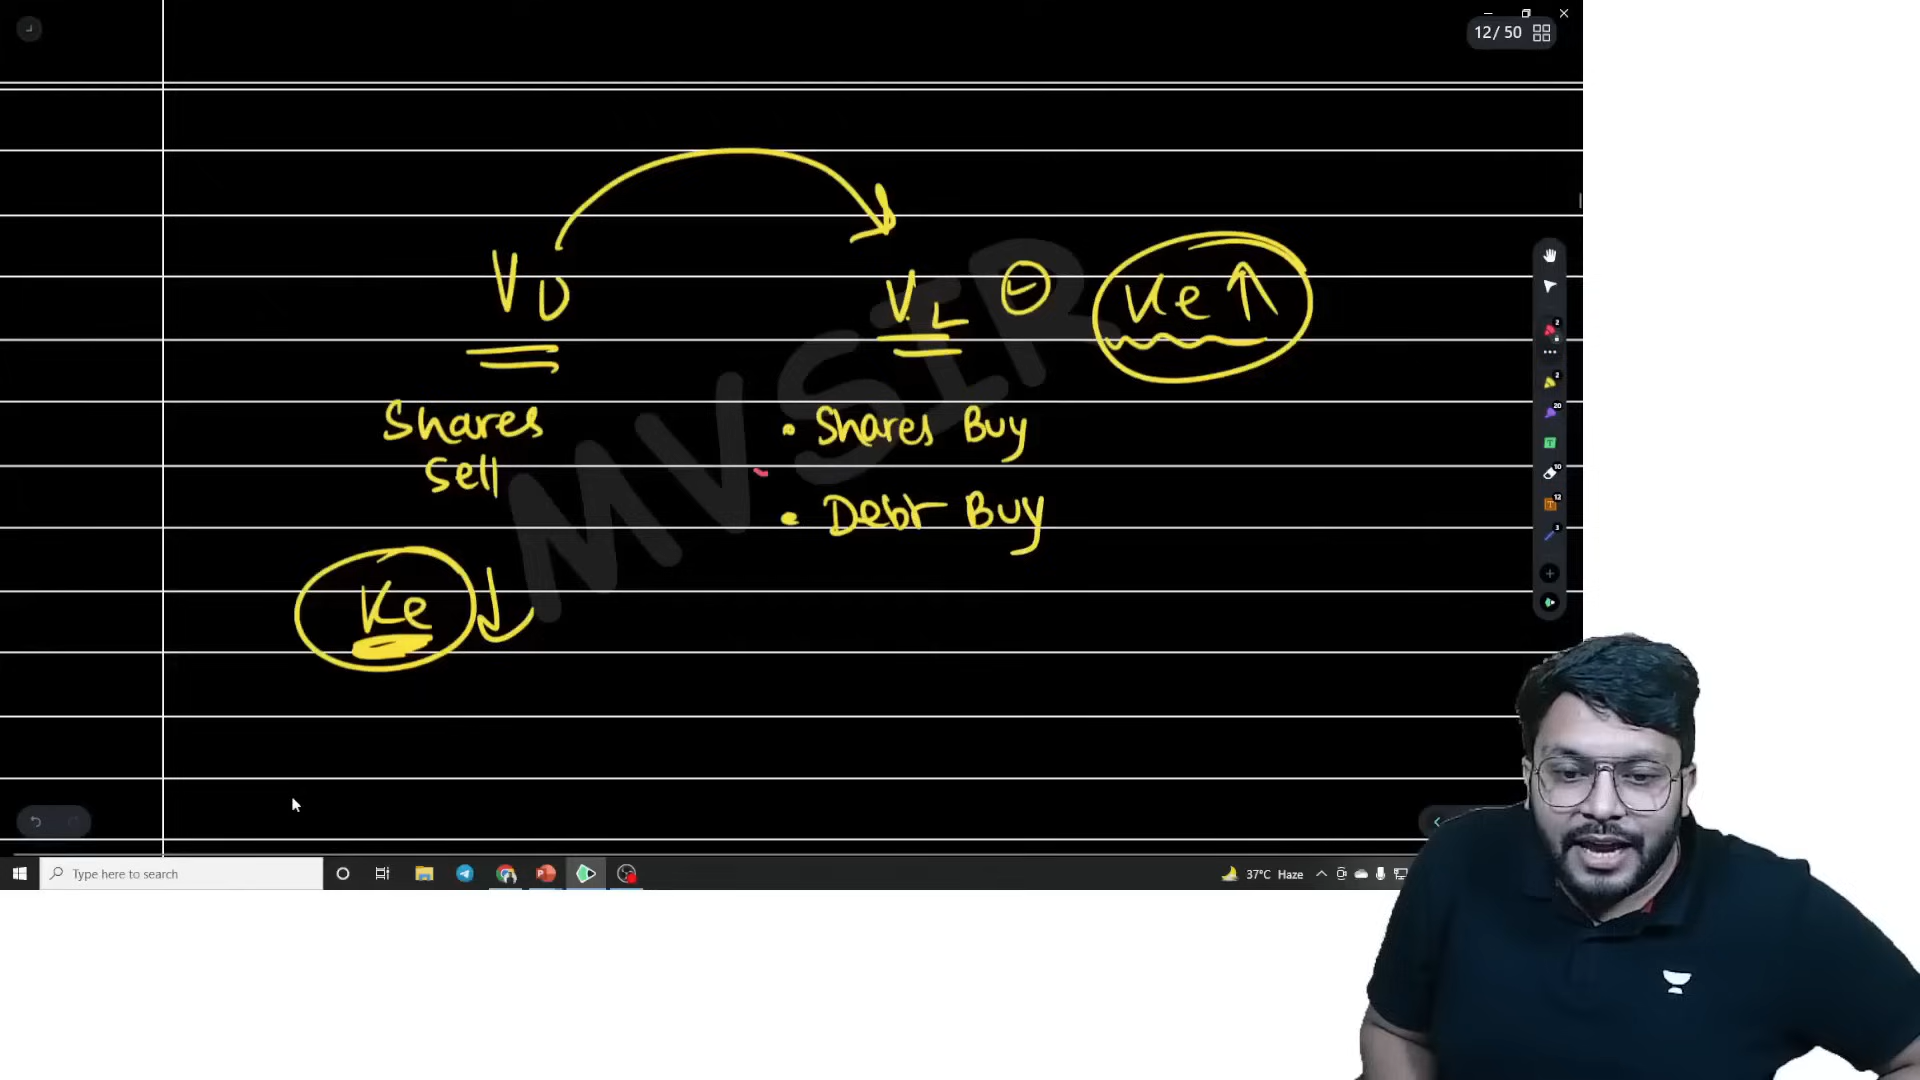 12/ 50
VU
VL
Ke ↑
Shares
Sell
• Shares Buy
• Debt Buy
Ke ↓
MVSIR
Type here to search
37°C Haze